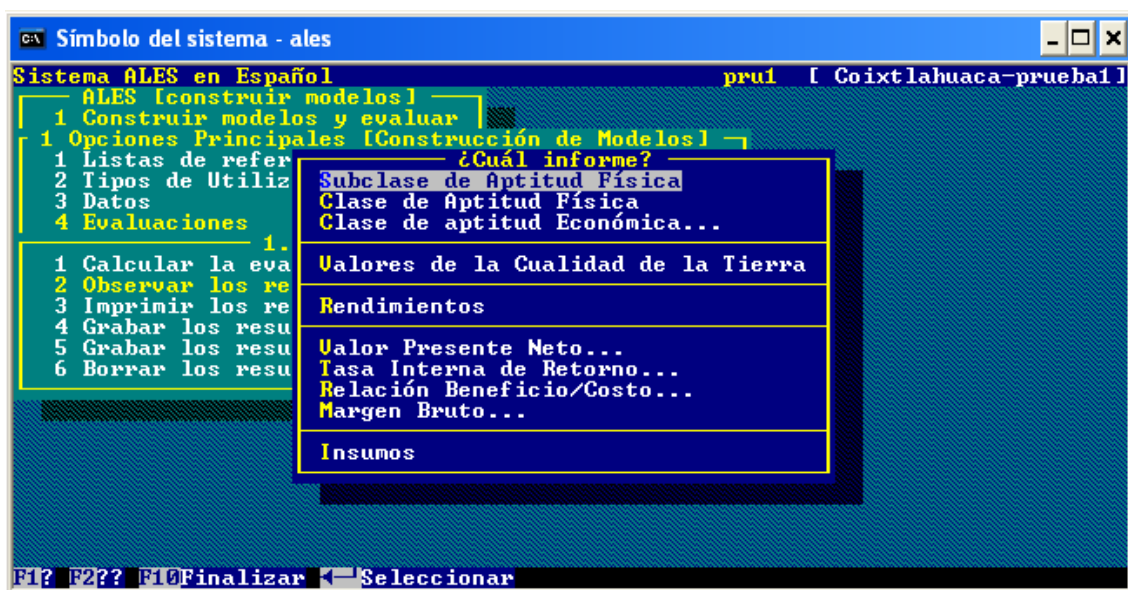 Símbolo del sistema - ales
Sistema ALES en Español pru1 [ Coixtlahuaca-prueba1]
ALES [construir modelos]
1 Construir modelos y evaluar
1 Opciones Principales [Construcción de Modelos]
1 Listas de refer
2 Tipos de Utiliz
3 Datos
4 Evaluaciones
1.
1 Calcular la eva
2 Observar los re
3 Imprimir los re
4 Grabar los resu
5 Grabar los resu
6 Borrar los resu
¿Cuál informe?
Subclase de Aptitud Física
Clase de Aptitud Física
Clase de aptitud Económica...
Valores de la Cualidad de la Tierra
Rendimientos
Valor Presente Neto...
Tasa Interna de Retorno...
Relación Beneficio/Costo...
Margen Bruto...
Insumos
F1? F2?? F10Finalizar ◄─┘Seleccionar